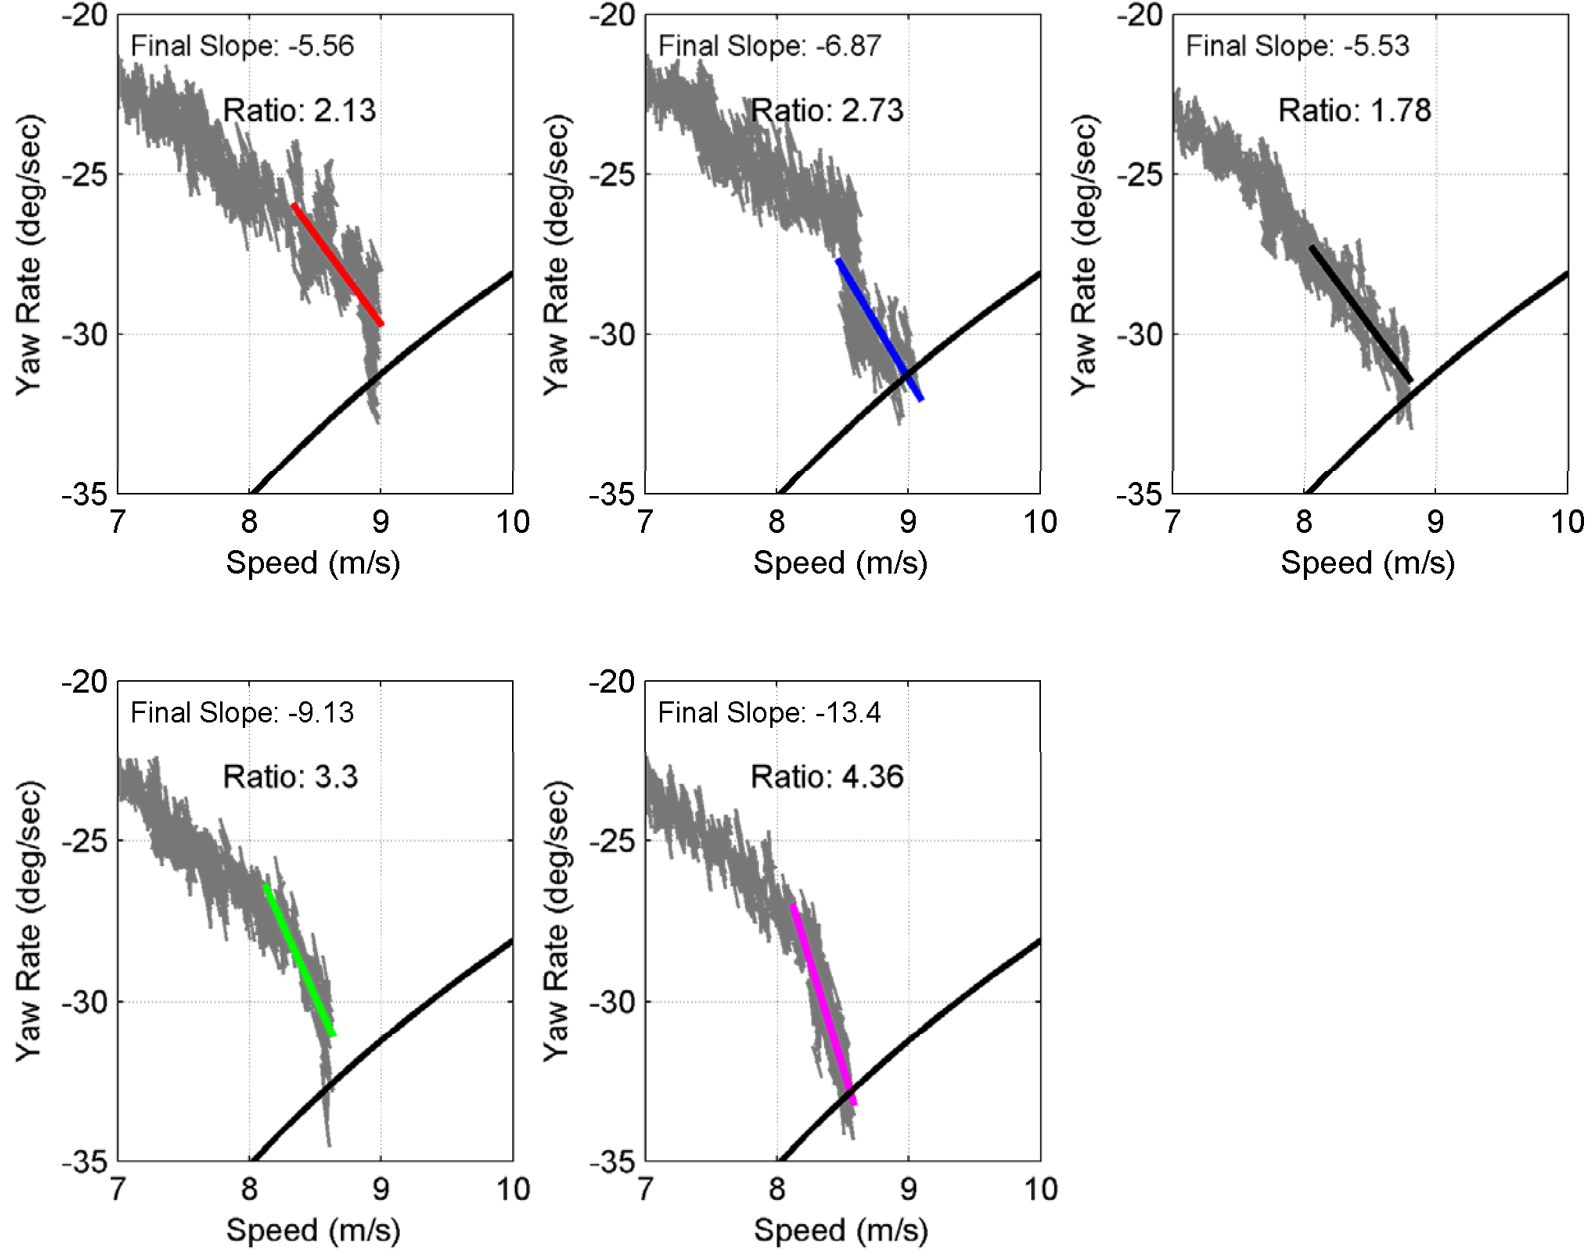 -20
Final Slope: -5.56
Ratio: 2.13
-25
-30
-35
Yaw Rate (deg/sec)
7 8 9 10
Speed (m/s)
-20
Final Slope: -6.87
Ratio: 2.73
-25
-30
-35
Yaw Rate (deg/sec)
7 8 9 10
Speed (m/s)
-20
Final Slope: -5.53
Ratio: 1.78
-25
-30
-35
Yaw Rate (deg/sec)
7 8 9 10
Speed (m/s)
-20
Final Slope: -9.13
Ratio: 3.3
-25
-30
-35
Yaw Rate (deg/sec)
7 8 9 10
Speed (m/s)
-20
Final Slope: -13.4
Ratio: 4.36
-25
-30
-35
Yaw Rate (deg/sec)
7 8 9 10
Speed (m/s)